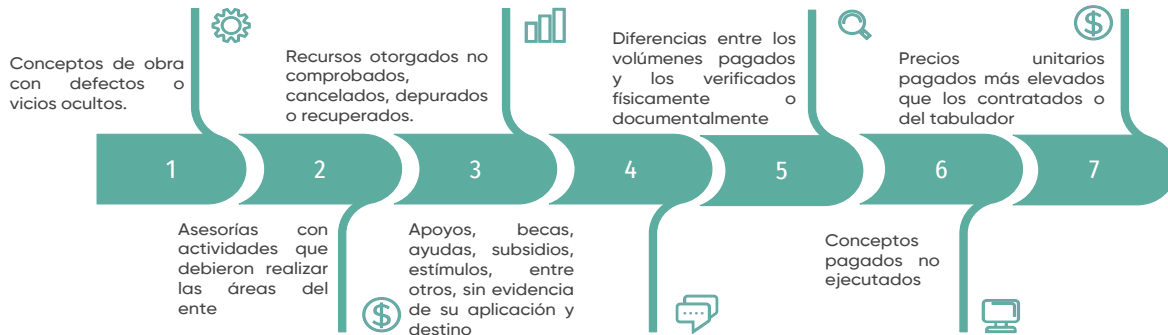 Conceptos de obra
con defectos o
vicios ocultos.
1
Asesorías con
actividades que
debieron realizar
las áreas del
ente
2
Recursos otorgados no
comprobados,
cancelados, depurados
o recuperados.
3
Apoyos, becas,
ayudas, subsidios,
estímulos, entre
otros, sin evidencia
de su aplicación y
destino
4
Diferencias entre los
volúmenes pagados
y los verificados
físicamente o
documentalmente
5
Conceptos
pagados no
ejecutados
6
Precios unitarios
pagados más elevados
que los contratados o
del tabulador
7